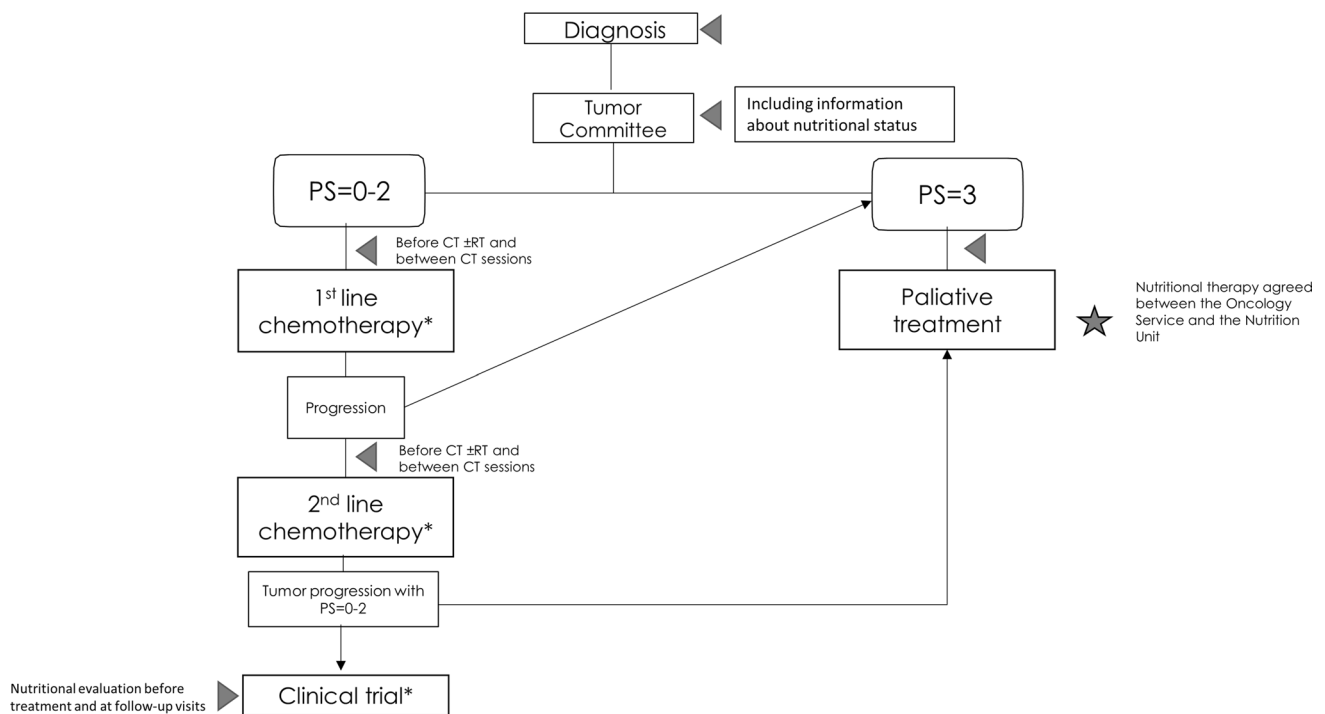 Diagnosis
Tumor
Committee
Including information
about nutritional status
PS=0-2
PS=3
Before CT ±RT and
between CT sessions
1st line
chemotherapy*
Paliative
treatment
Nutritional therapy agreed
between the Oncology
Service and the Nutrition
Unit
Progression
Before CT ±RT and
between CT sessions
2nd line
chemotherapy*
Tumor progression with
PS=0-2
Nutritional evaluation before
treatment and at follow-up visits
Clinical trial*